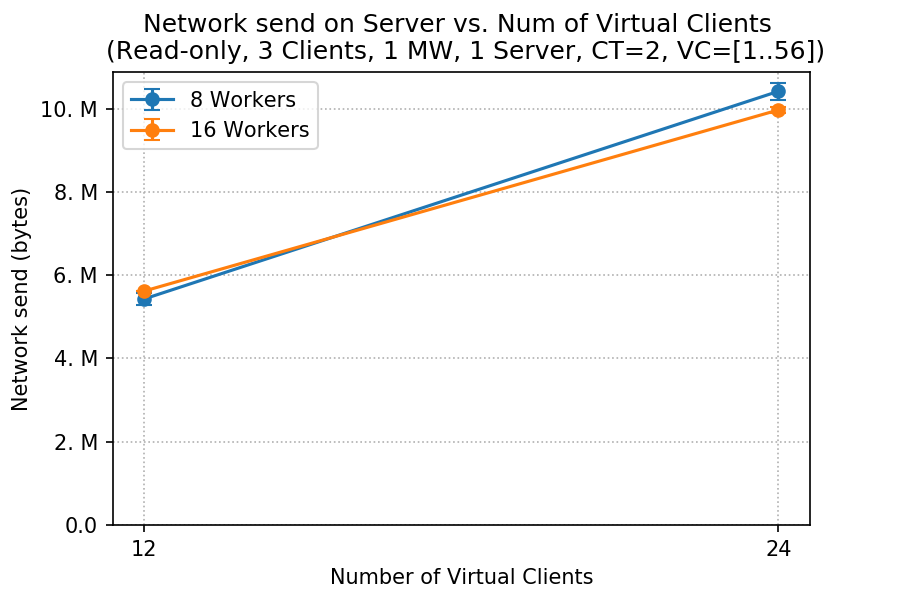 Network send on Server vs. Num of Virtual Clients
(Read-only, 3 Clients, 1 MW, 1 Server, CT=2, VC=[1..56])
8 Workers
16 Workers
Network send (bytes)
10. M
8. M
6. M
4. M
2. M
0.0
12
24
Number of Virtual Clients